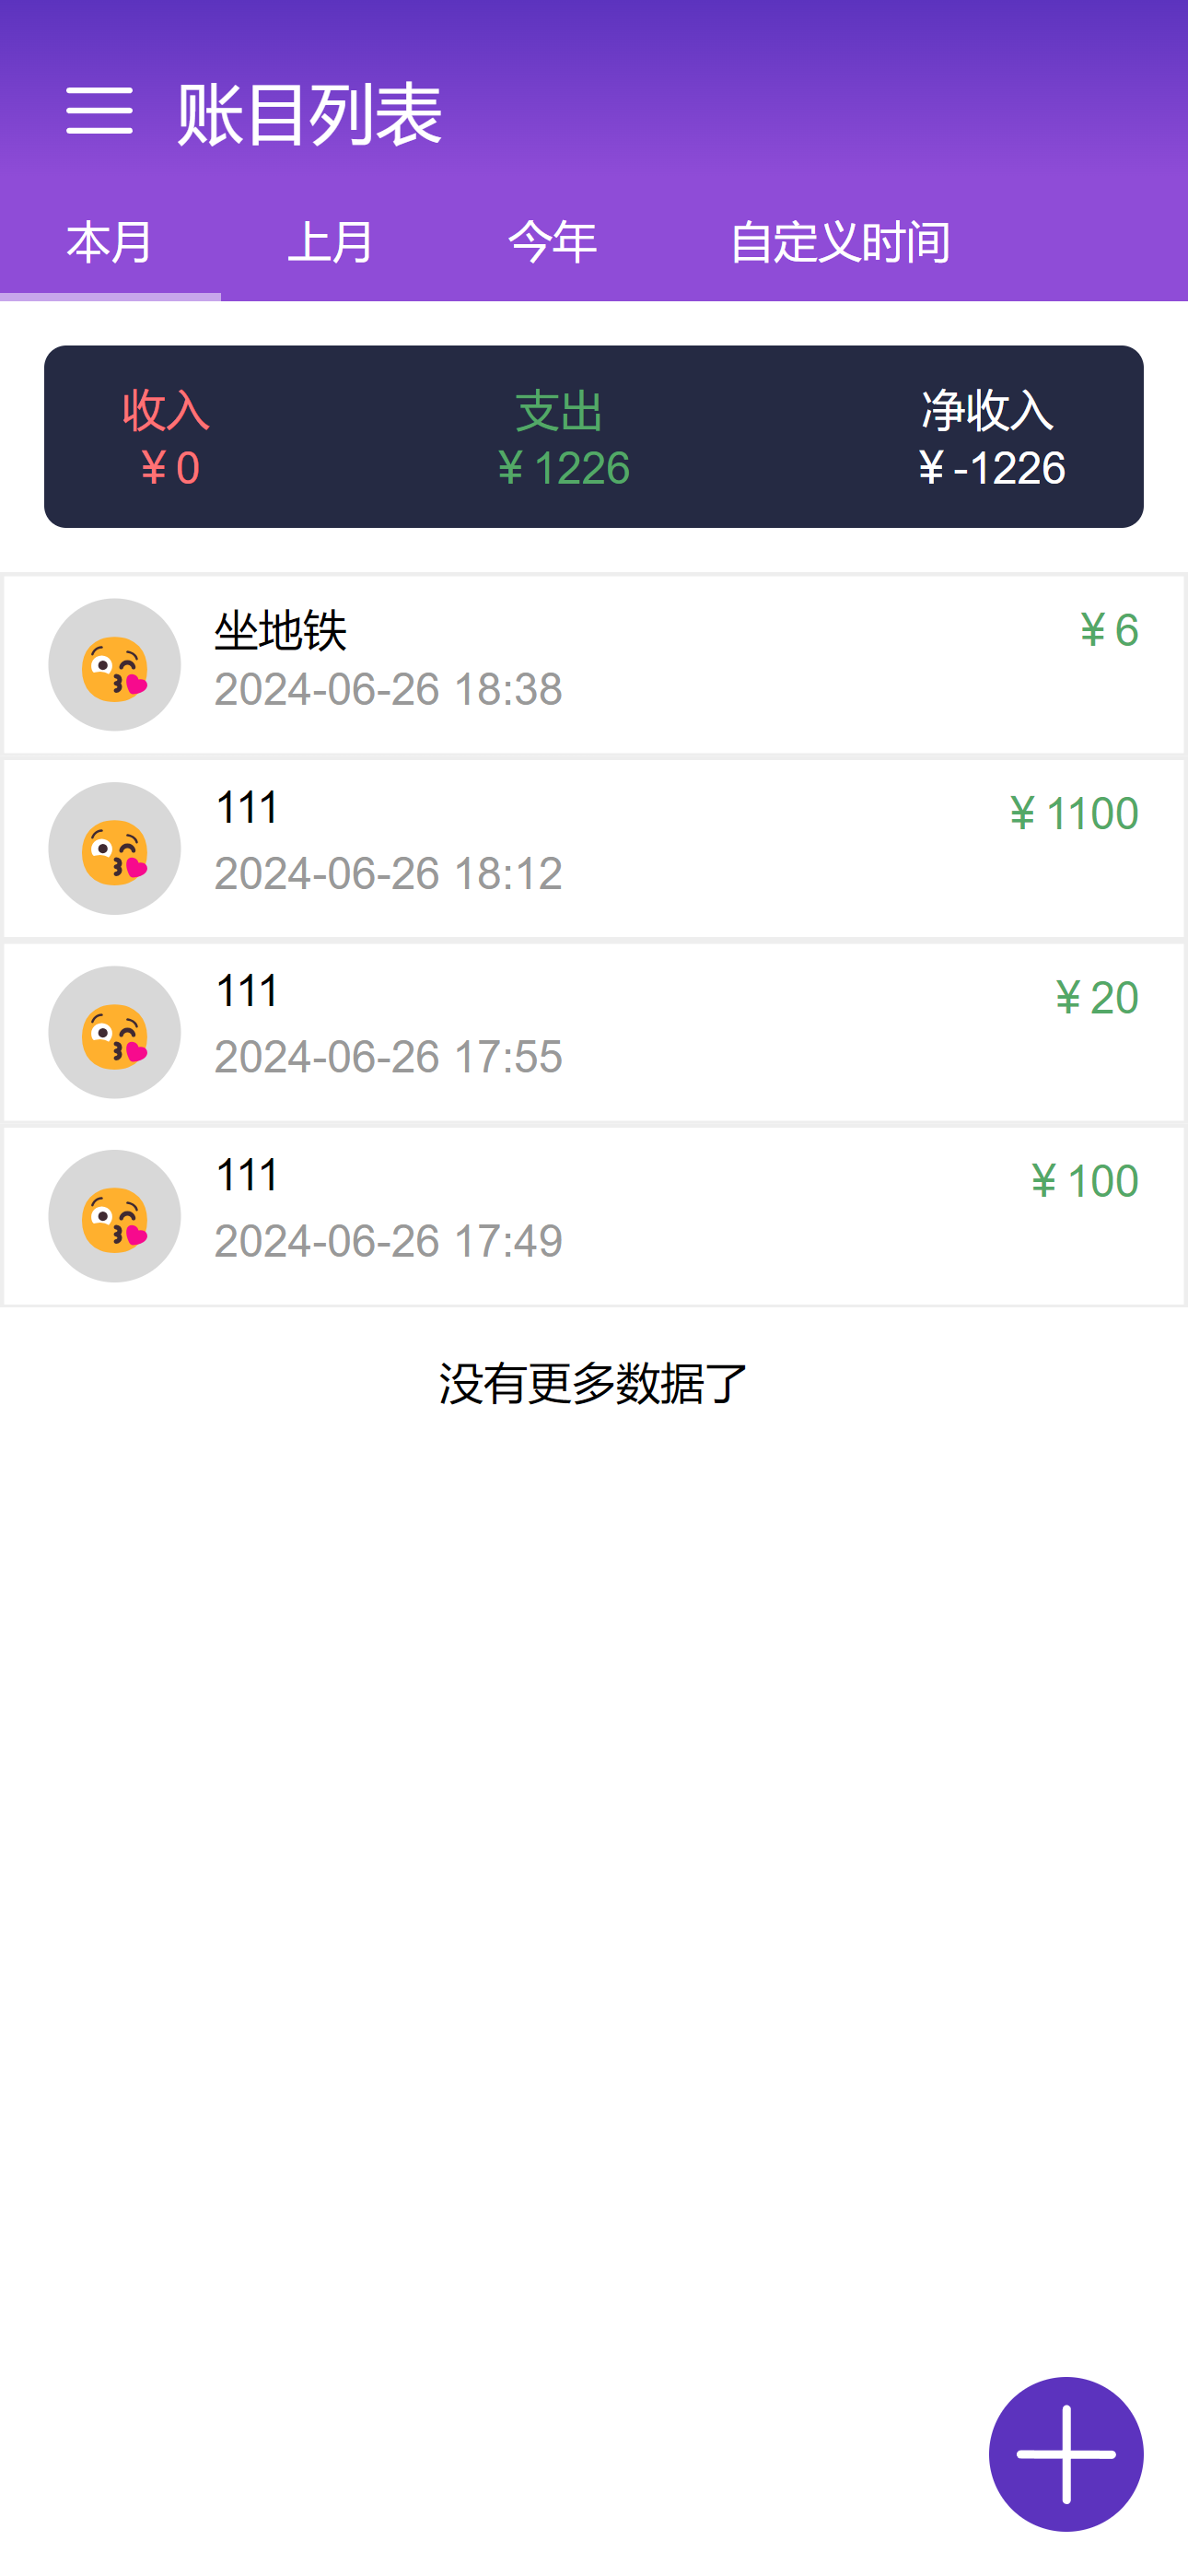 账目列表
本月 上月 今年 自定义时间
收入 支出 净收入
¥ 0 ¥ 1226 ¥ -1226
坐地铁 ¥ 6
2024-06-26 18:38
111 ¥ 1100
2024-06-26 18:12
111 ¥ 20
2024-06-26 17:55
111 ¥ 100
2024-06-26 17:49
没有更多数据了